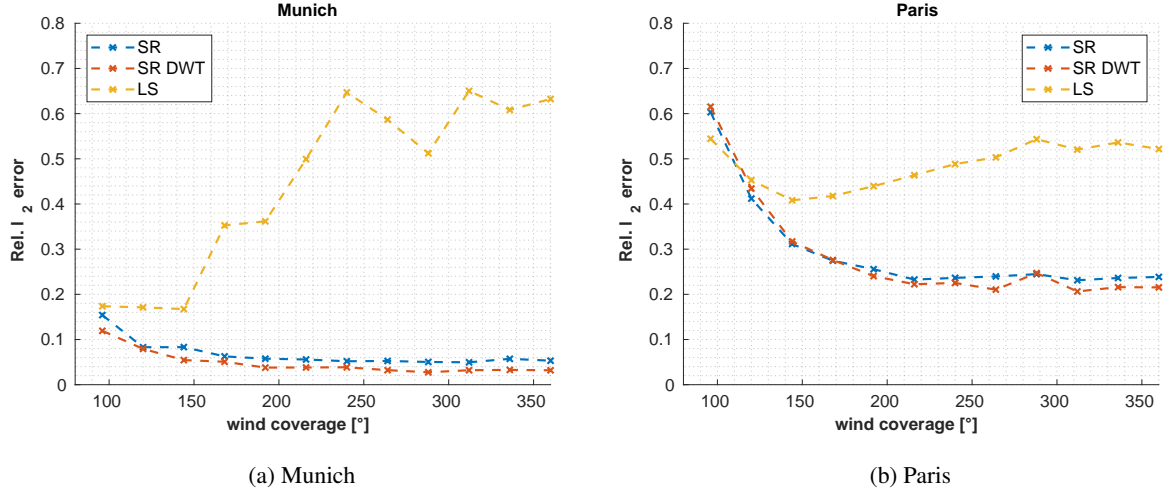 Munich
0.8
0.7
0.6
0.5
0.4
0.3
0.2
0.1
0
Rel. l 2 error
SR
SR DWT
LS
100 150 200 250 300 350
wind coverage [°]
(a) Munich
Paris
0.8
0.7
0.6
0.5
0.4
0.3
0.2
0.1
0
Rel. l 2 error
SR
SR DWT
LS
100 150 200 250 300 350
wind coverage [°]
(b) Paris